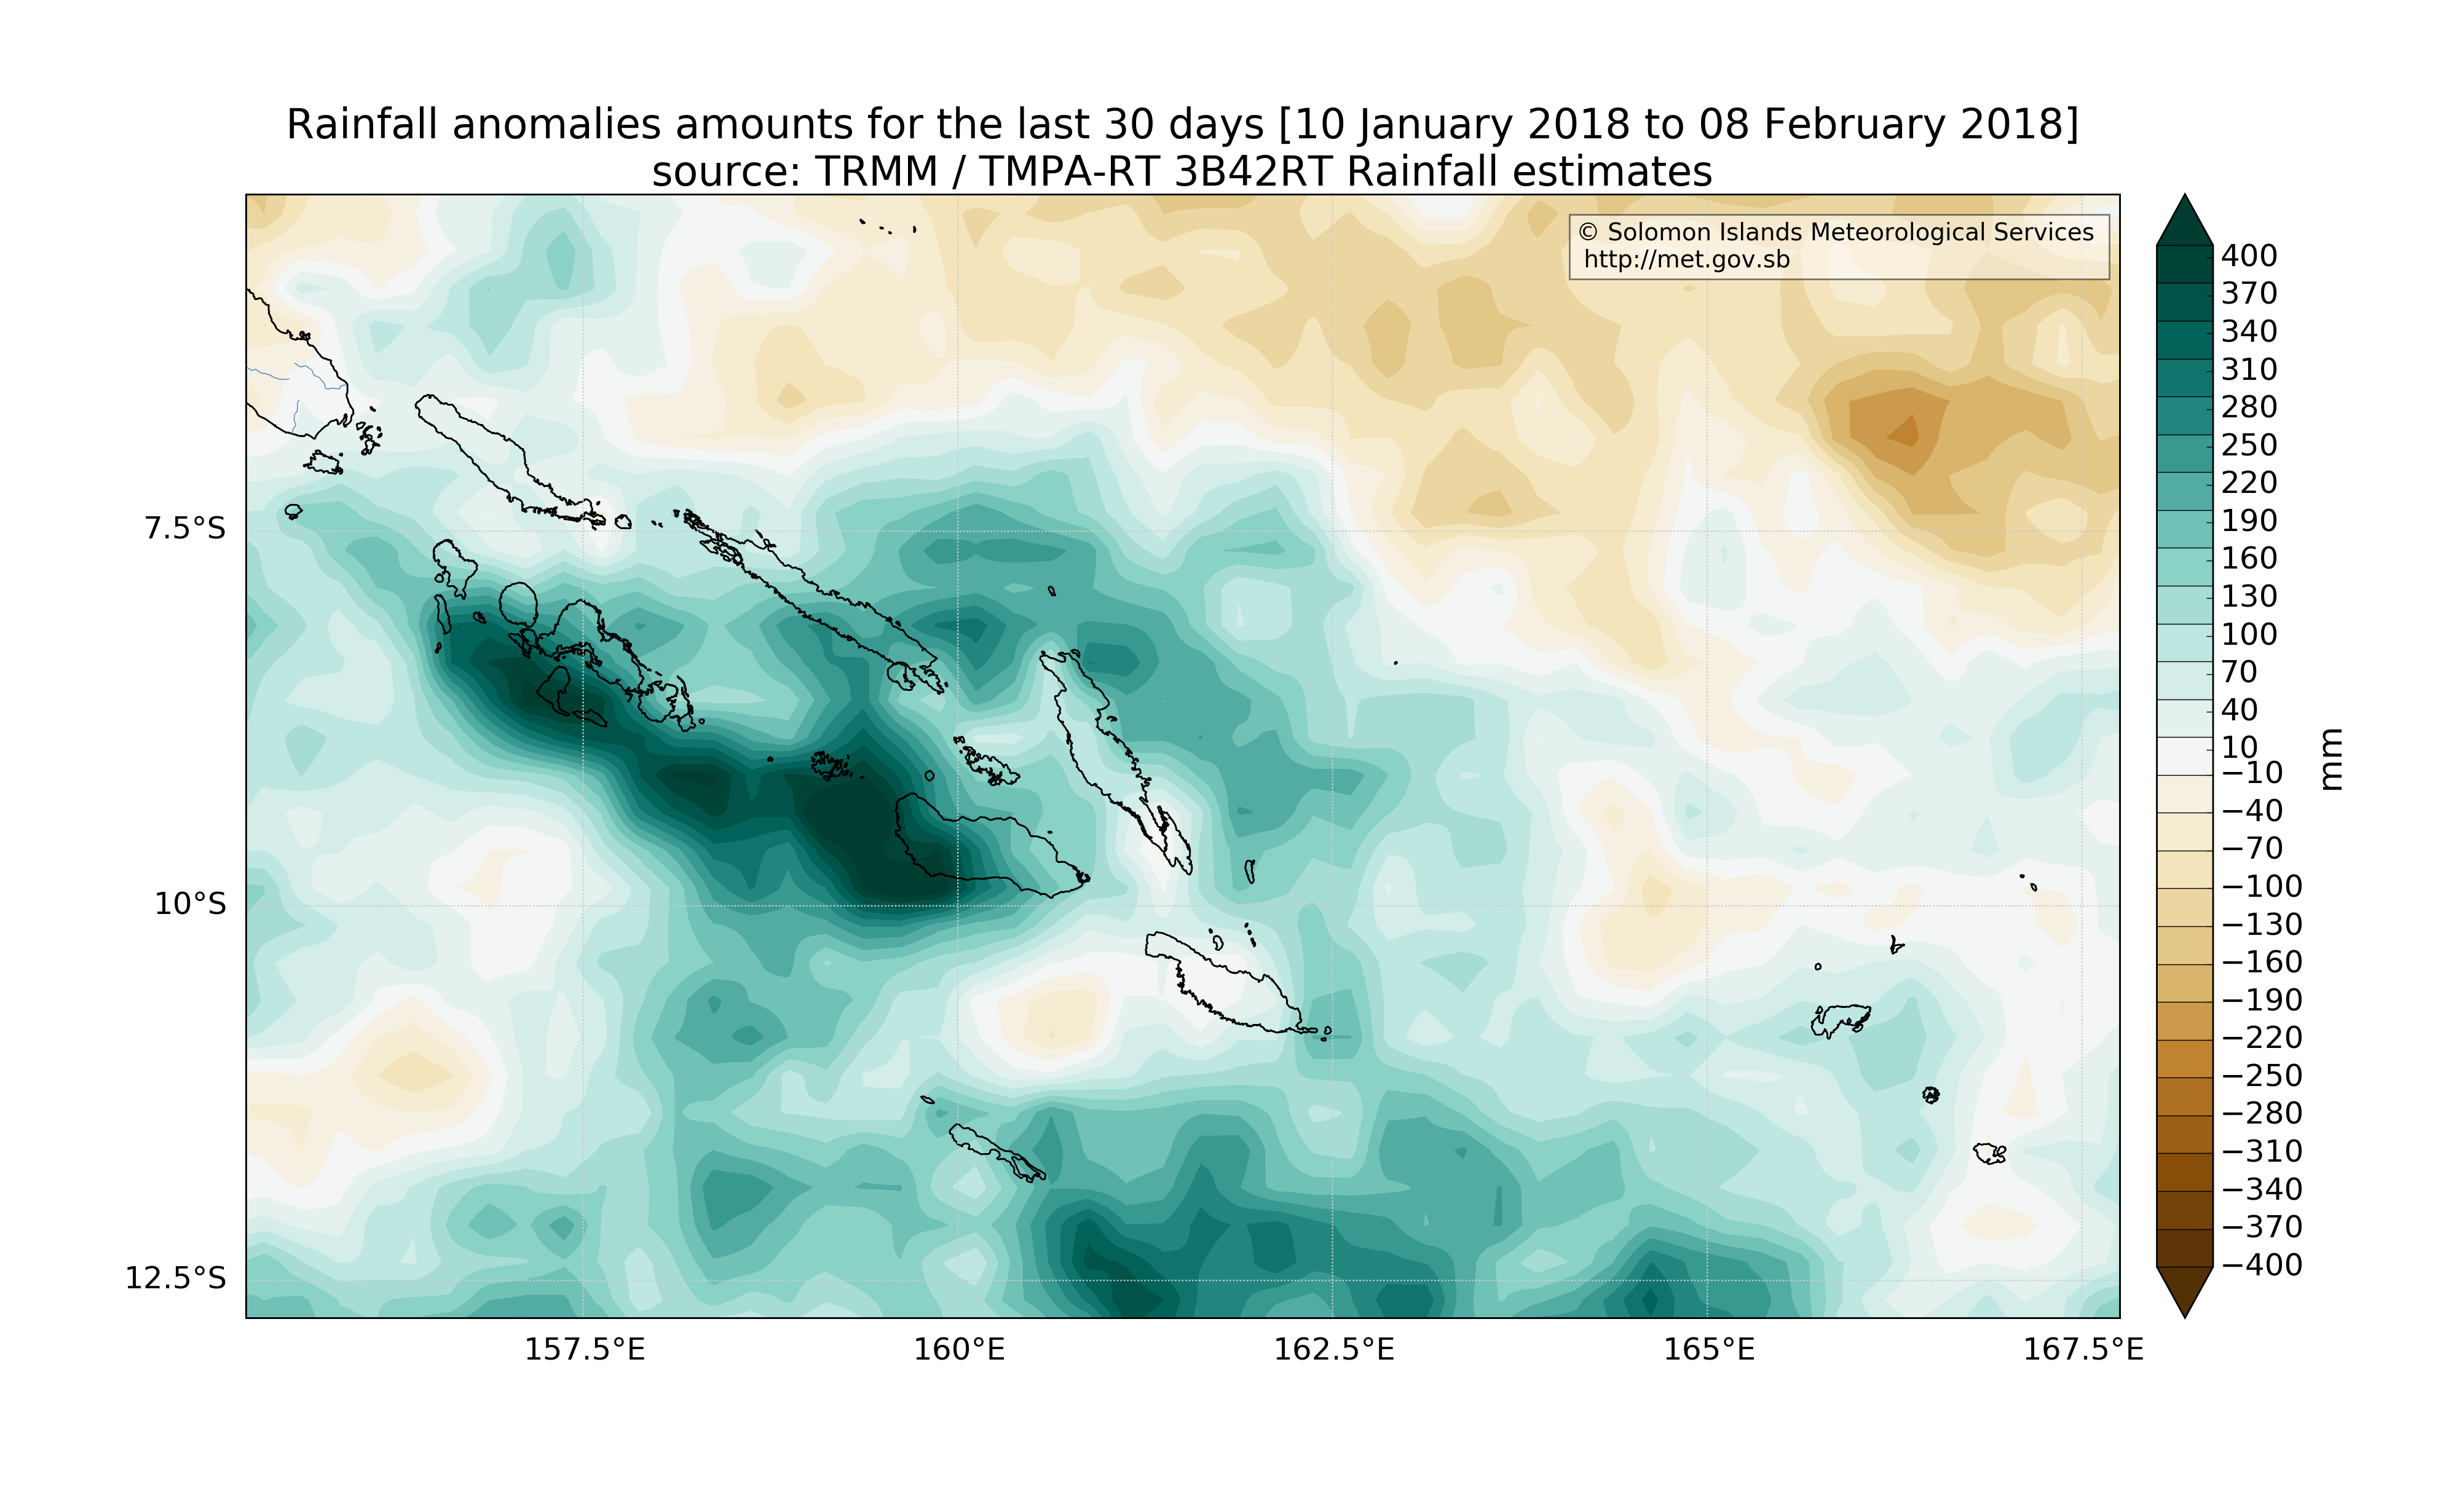 Rainfall anomalies amounts for the last 30 days [10 January 2018 to 08 February 2018]
source: TRMM / TMPA-RT 3B42RT Rainfall estimates
© Solomon Islands Meteorological Services
http://met.gov.sb
7.5°S
10°S
12.5°S
157.5°E
160°E
162.5°E
165°E
167.5°E
400
370
340
310
280
250
220
190
160
130
100
70
40
10
−10
−40
−70
−100
−130
−160
−190
−220
−250
−280
−310
−340
−370
−400
mm